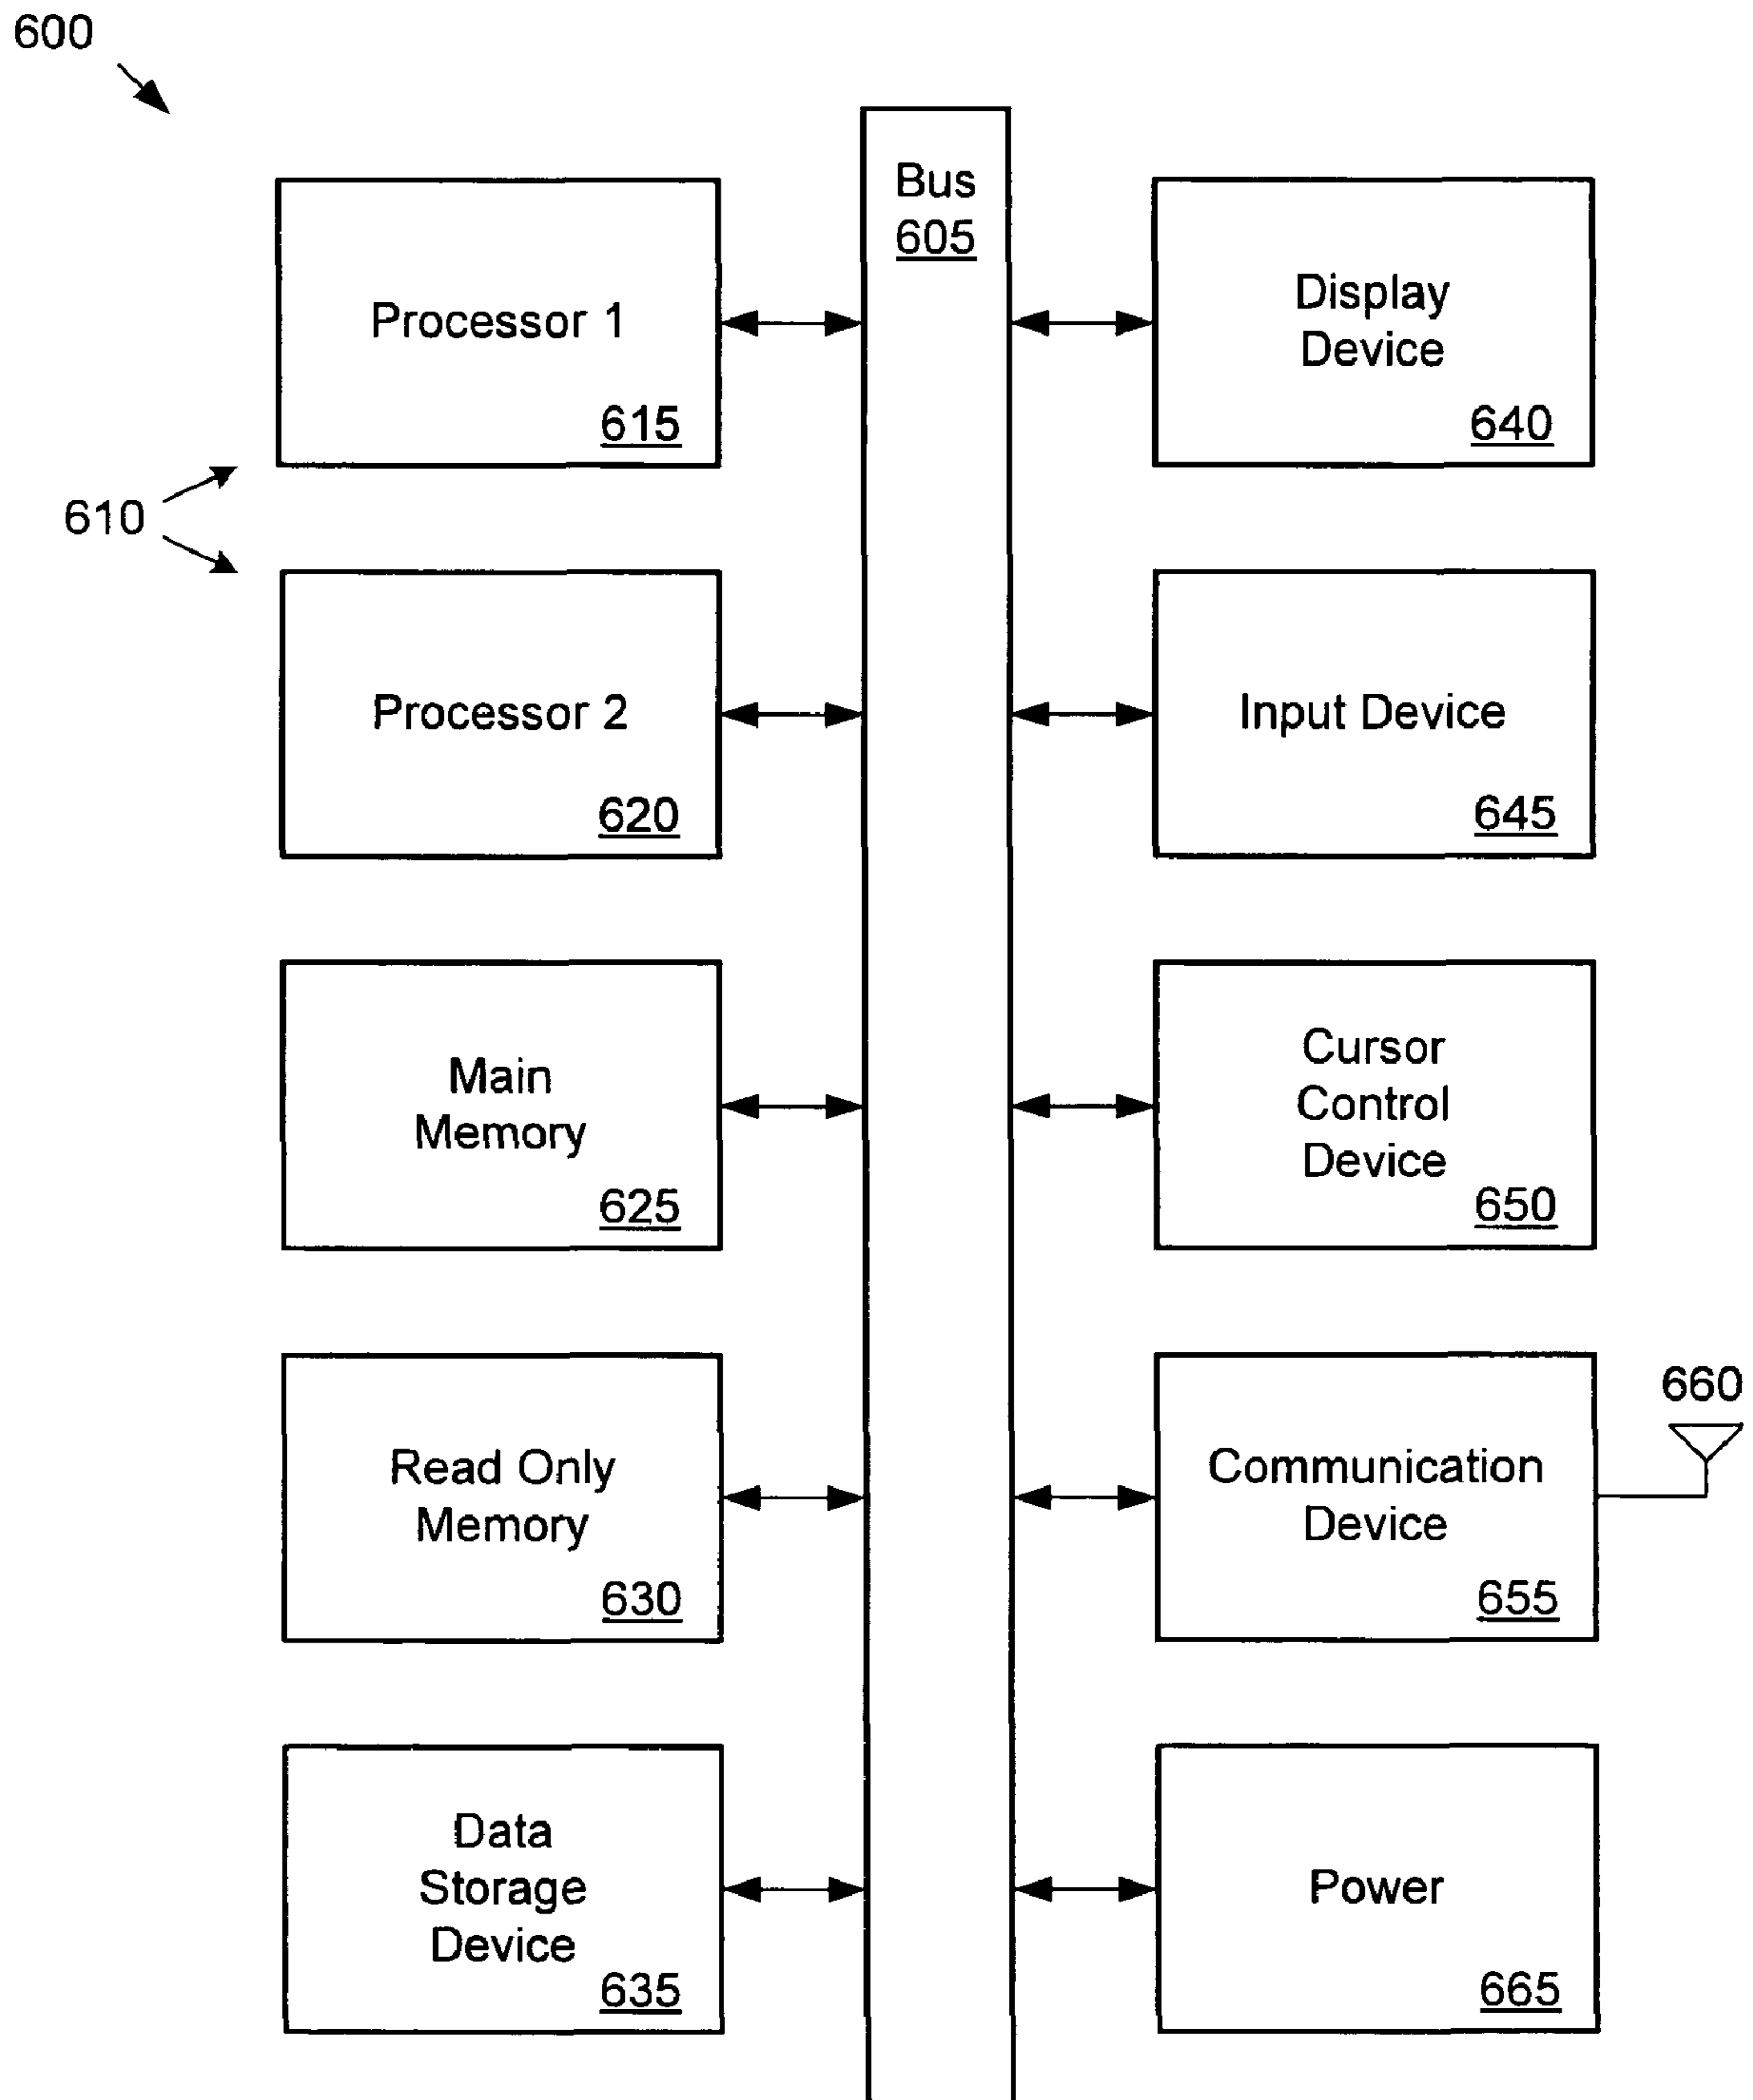 600
Bus
605
Processor 1
615
Display
Device
640
610
Processor 2
620
Input Device
645
Main
Memory
625
Cursor
Control
Device
650
Read Only
Memory
630
Communication
Device
655
660
Data
Storage
Device
635
Power
665